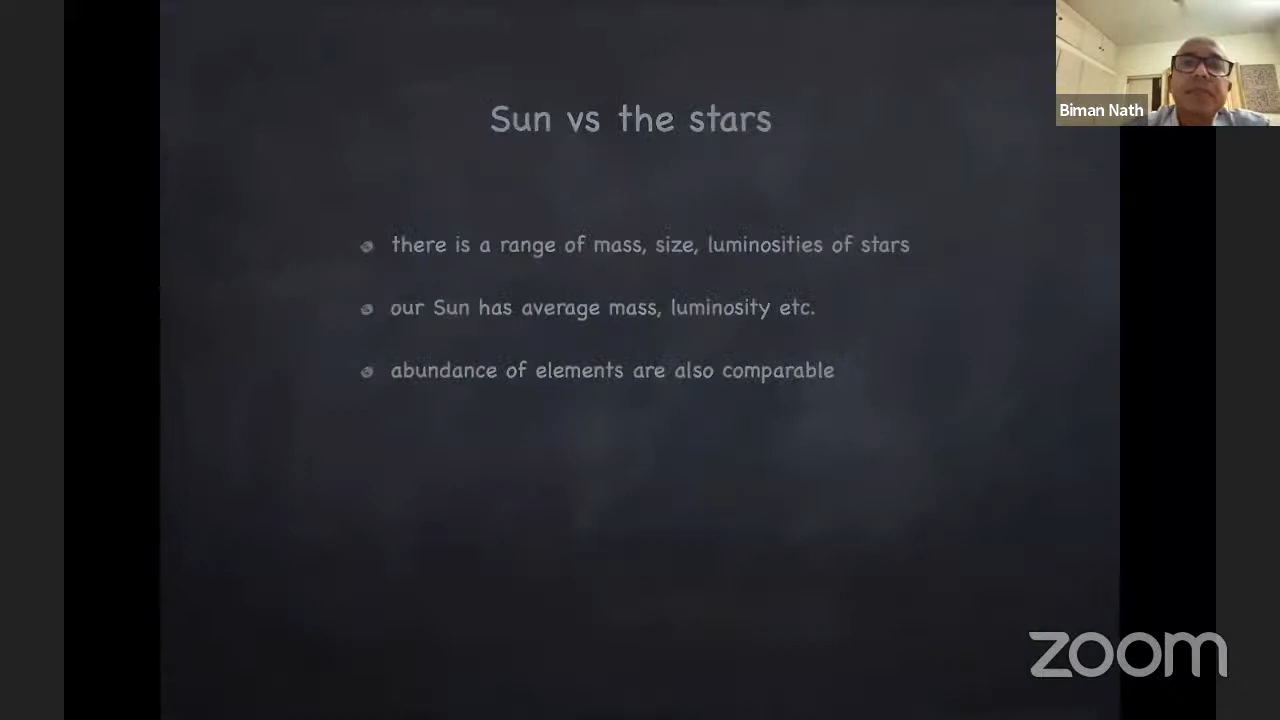 Sun vs the stars
there is a range of mass, size, luminosities of stars
our Sun has average mass, luminosity etc.
abundance of elements are also comparable
Biman Nath
zoom